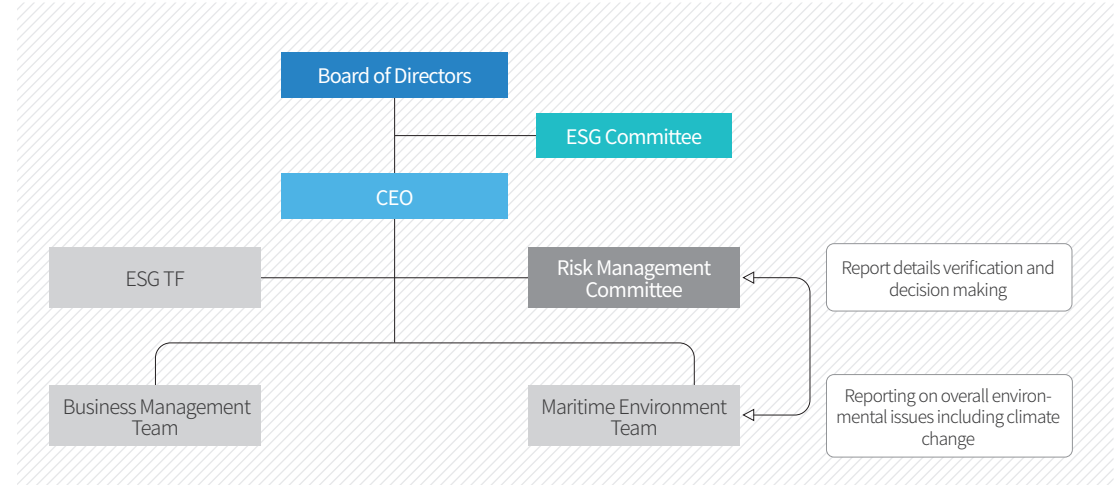 Board of Directors
ESG Committee
CEO
ESG TF
Risk Management
Committee
Report details verification and
decision making
Business Management
Team
Maritime Environment
Team
Reporting on overall environ-
mental issues including climate
change